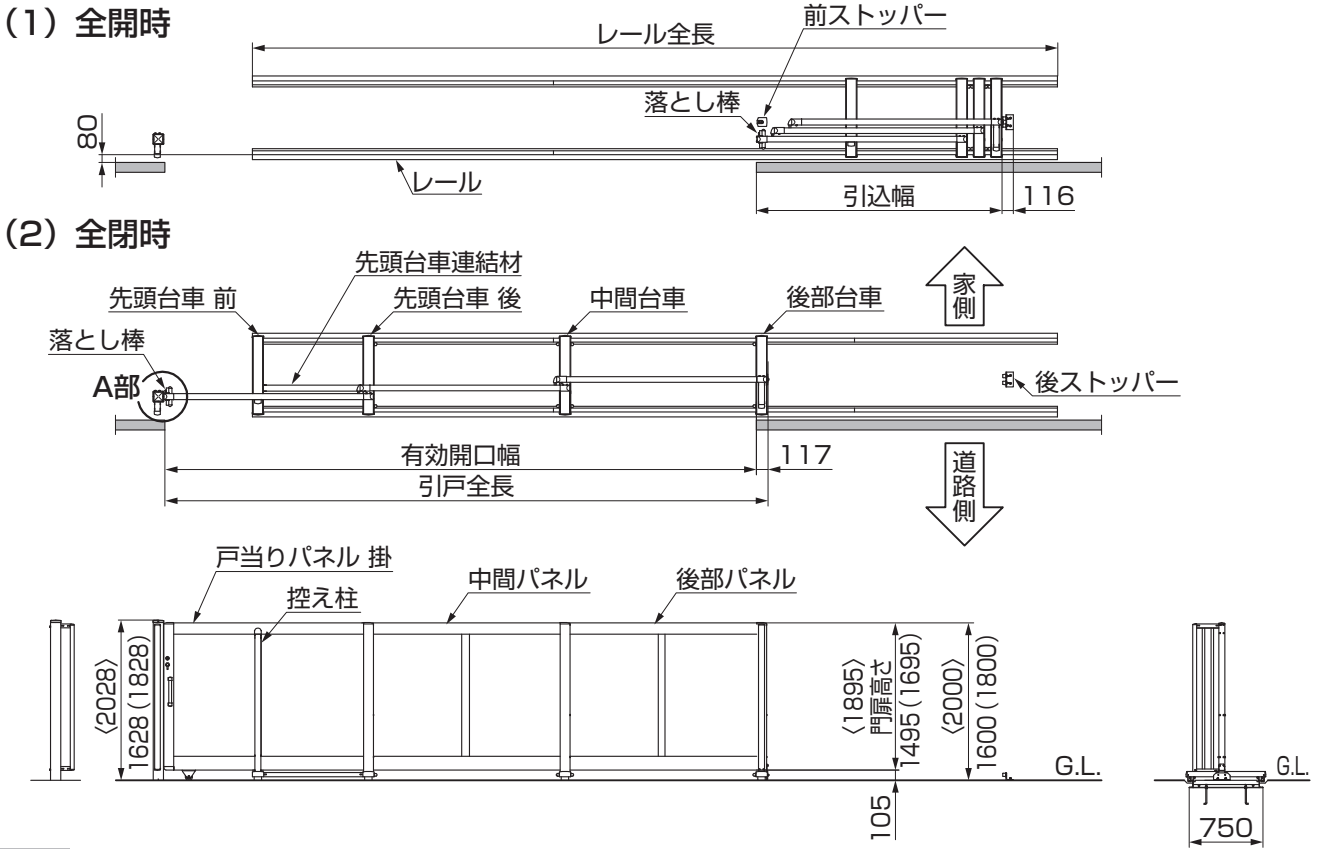 (1) 全開時
レール全長
前ストッパー
落とし棒
80
レール
引込幅
116
(2) 全閉時
先頭台車連結材
先頭台車 前
先頭台車 後
中間台車
後部台車
家側
落とし棒
A部
後ストッパー
有効開口幅
117
引戸全長
道路側
戸当りパネル 掛
控え柱
中間パネル
後部パネル
〈2028〉
1628(1828)
〈1895〉
門扉高さ
1495(1695)
〈2000〉
1600(1800)
G.L.
G.L.
105
750